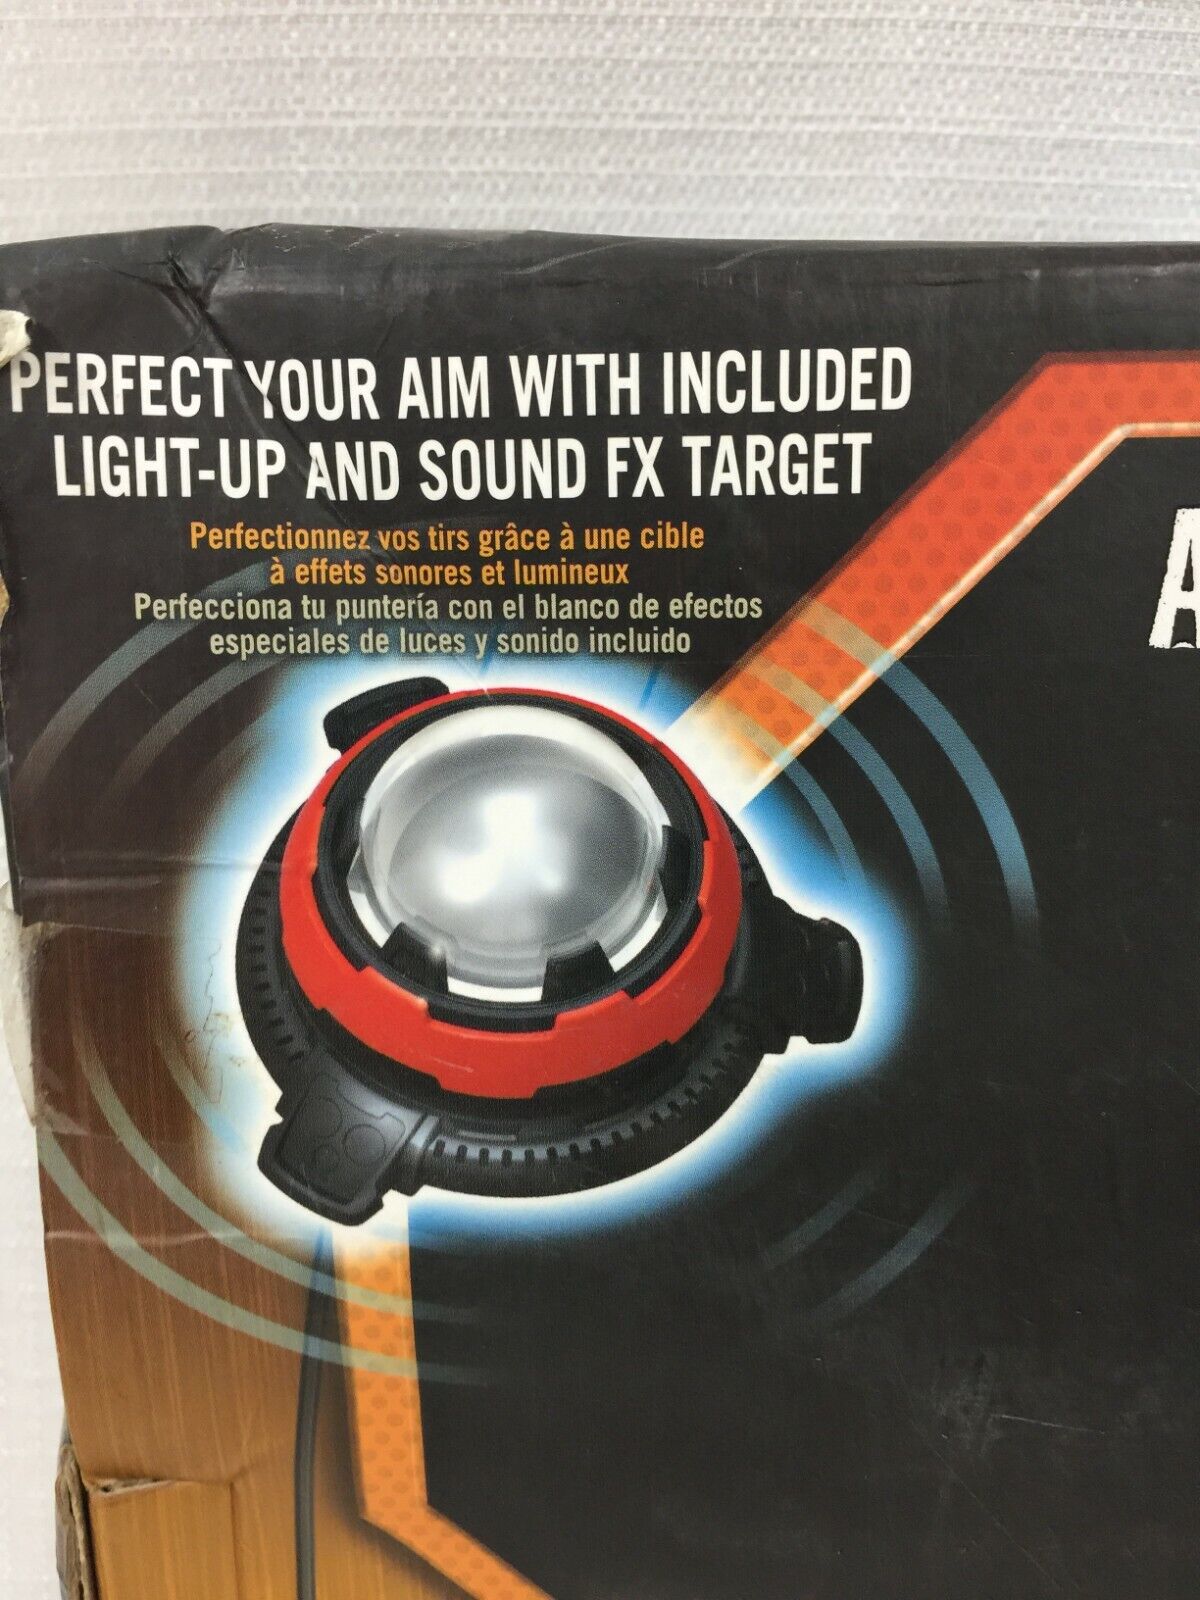 PERFECT YOUR AIM WITH INCLUDED
LIGHT-UP AND SOUND FX TARGET
Perfectionnez vos tirs grâce à une cible
à effets sonores et lumineux
Perfecciona tu puntería con el blanco de efectos
especiales de luces y sonido incluido
A